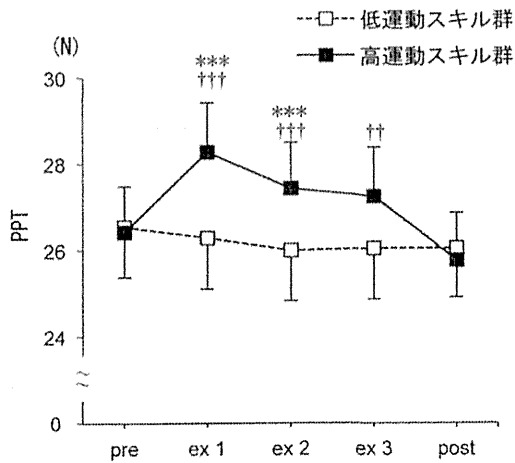 低運動スキル群
高運動スキル群
(N)
30
28
26
24
0
PPT
***
†††
***
†††
††
pre
ex 1
ex 2
ex 3
post